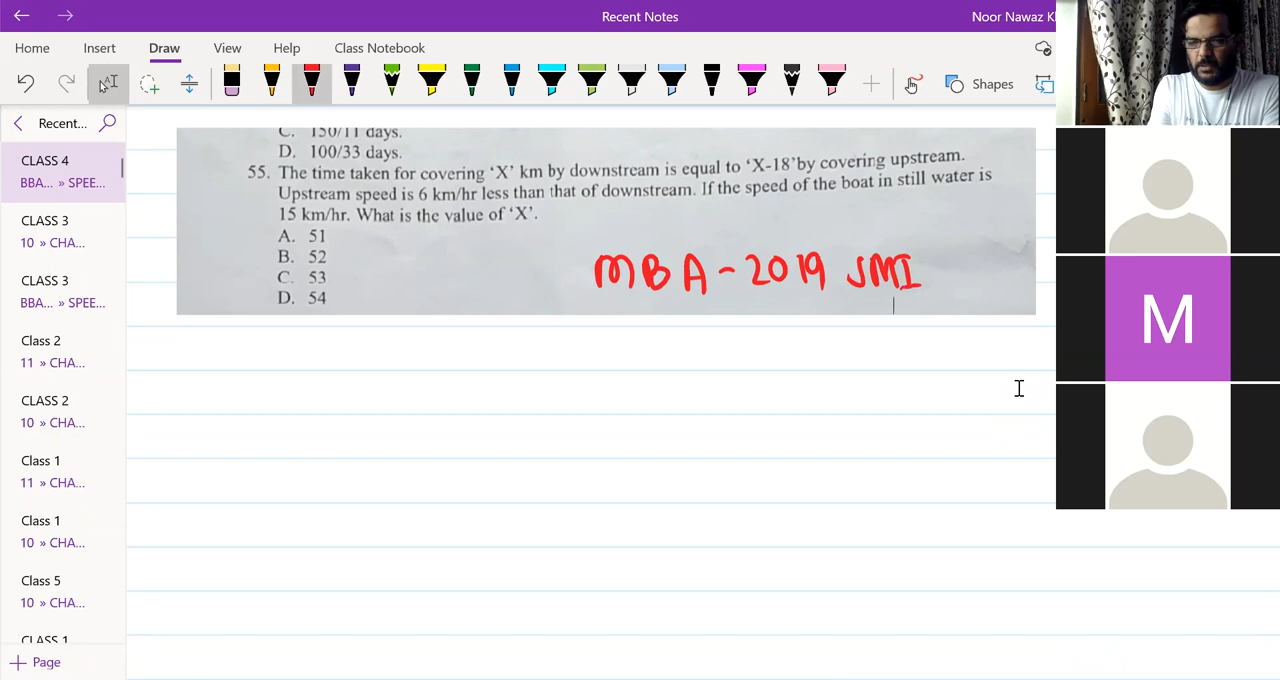 Recent Notes
Noor Nawaz Kh
Home Insert Draw View Help Class Notebook
Shapes
Recent...
CLASS 4
BBA... » SPEE...
CLASS 3
10 » CHA...
CLASS 3
BBA... » SPEE...
Class 2
11 » CHA...
CLASS 2
10 » CHA...
Class 1
11 » CHA...
Class 1
10 » CHA...
Class 5
10 » CHA...
CLASS 1
Page
C. 150/11 days.
D. 100/33 days.
55. The time taken for covering ‘X’ km by downstream is equal to ‘X-18’by covering upstream.
Upstream speed is 6 km/hr less than that of downstream. If the speed of the boat in still water is
15 km/hr. What is the value of ‘X’.
A. 51
B. 52
C. 53
D. 54
MBA - 2019 JMI
M